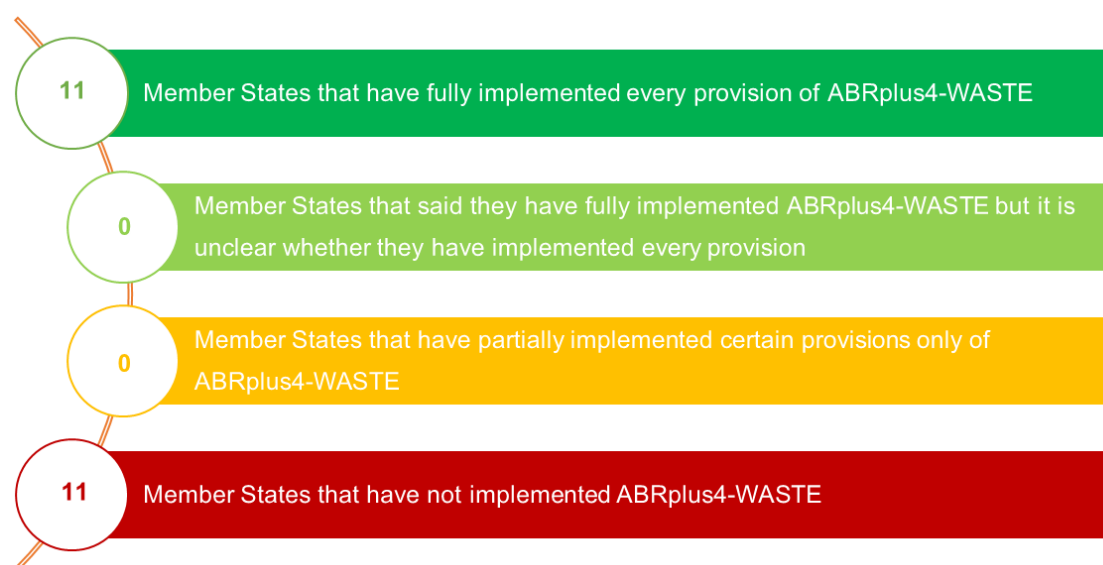 11
Member States that have fully implemented every provision of ABRplus4-WASTE
0
Member States that said they have fully implemented ABRplus4-WASTE but it is
unclear whether they have implemented every provision
0
Member States that have partially implemented certain provisions only of
ABRplus4-WASTE
11
Member States that have not implemented ABRplus4-WASTE